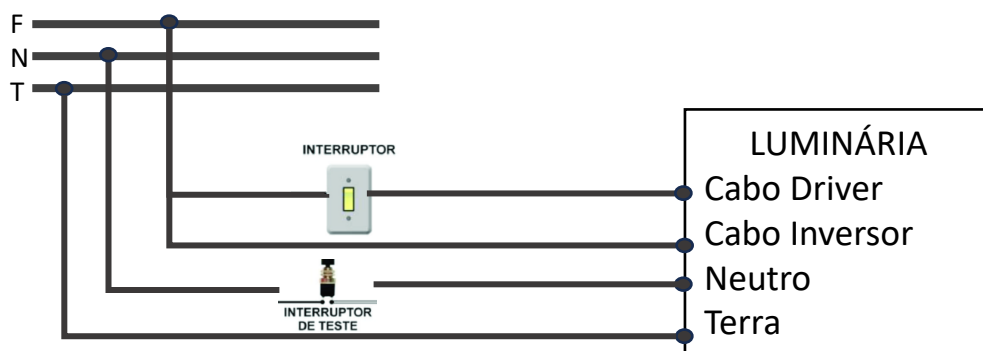 F
N
T
INTERRUPTOR
LUMINÁRIA
Cabo Driver
Cabo Inversor
Neutro
INTERRUPTOR
DE TESTE
Terra